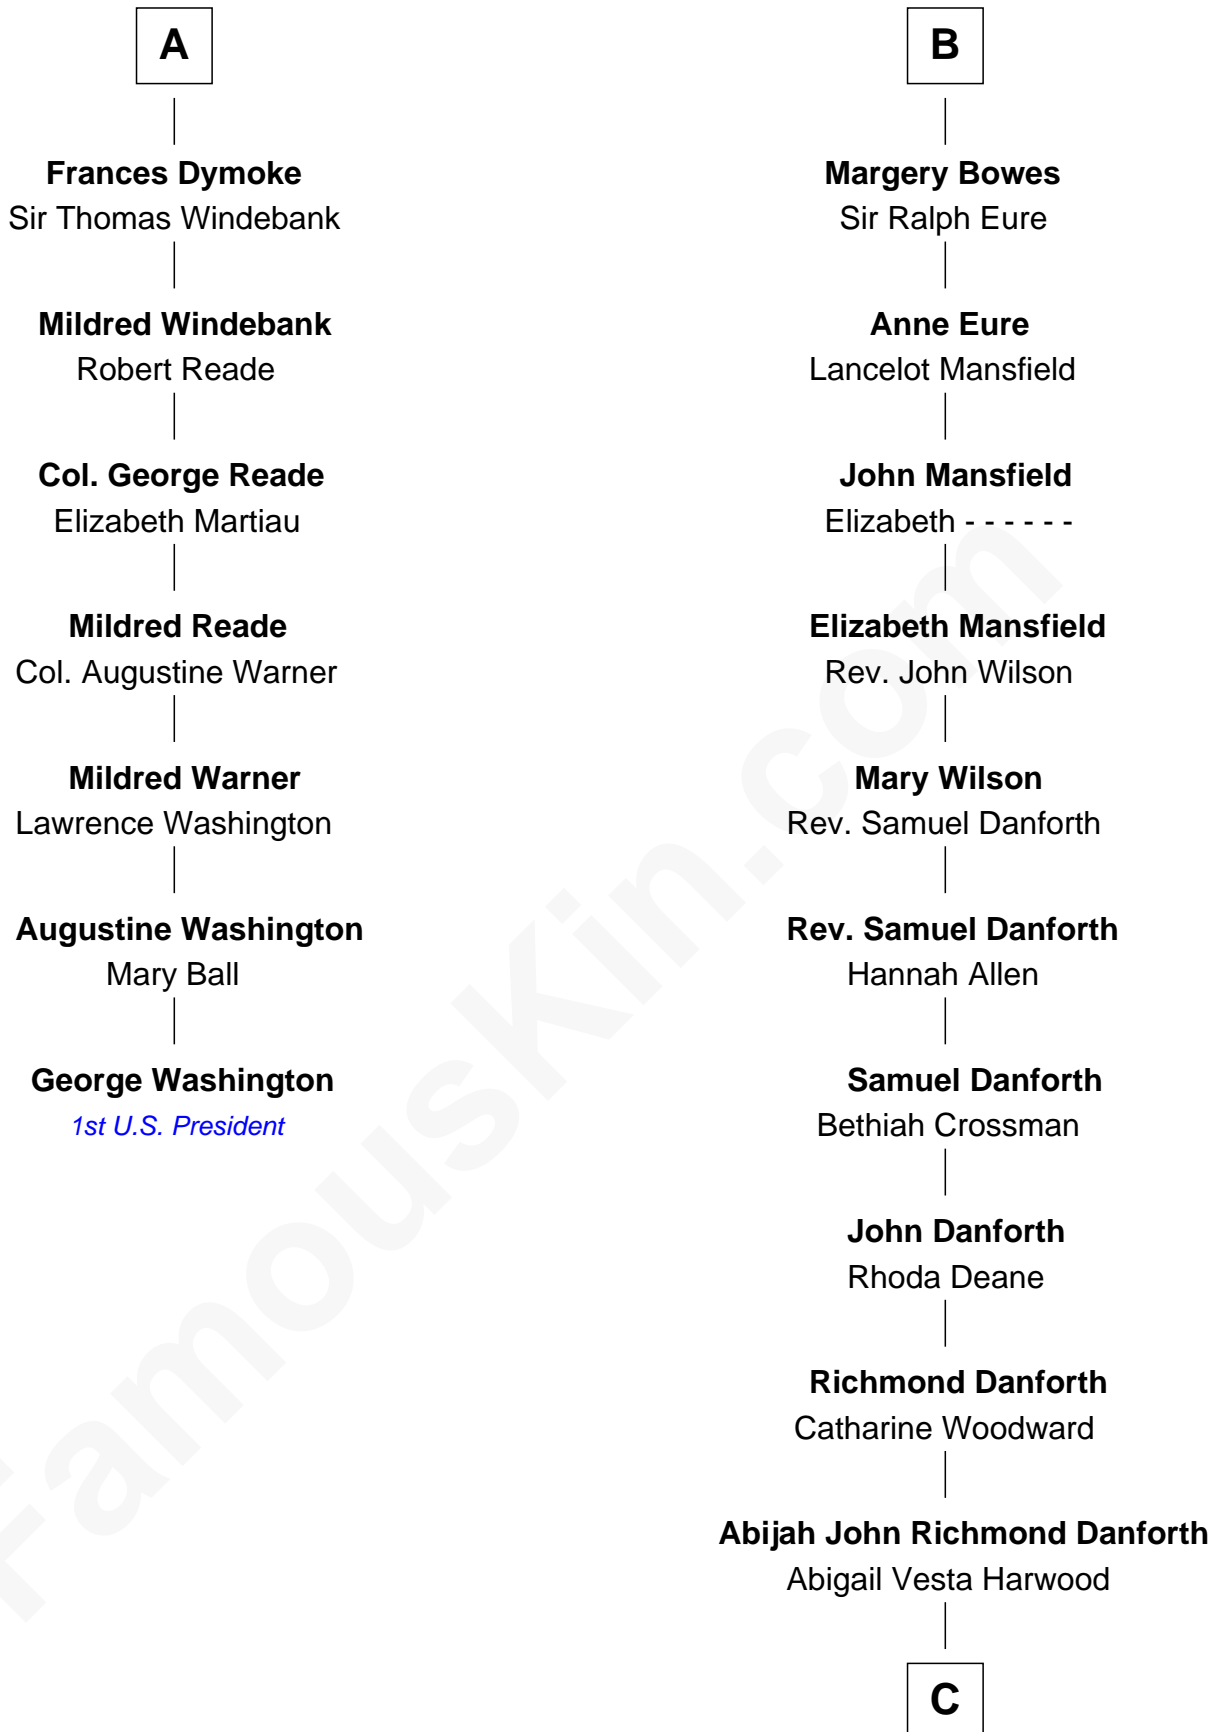 A
Frances Dymoke
Sir Thomas Windebank
Mildred Windebank
Robert Reade
Col. George Reade
Elizabeth Martiau
Mildred Reade
Col. Augustine Warner
Mildred Warner
Lawrence Washington
Augustine Washington
Mary Ball
George Washington
1st U.S. President
B
Margery Bowes
Sir Ralph Eure
Anne Eure
Lancelot Mansfield
John Mansfield
Elizabeth - - - - - -
Elizabeth Mansfield
Rev. John Wilson
Mary Wilson
Rev. Samuel Danforth
Rev. Samuel Danforth
Hannah Allen
Samuel Danforth
Bethiah Crossman
John Danforth
Rhoda Deane
Richmond Danforth
Catharine Woodward
Abijah John Richmond Danforth
Abigail Vesta Harwood
C
FamousKin.com